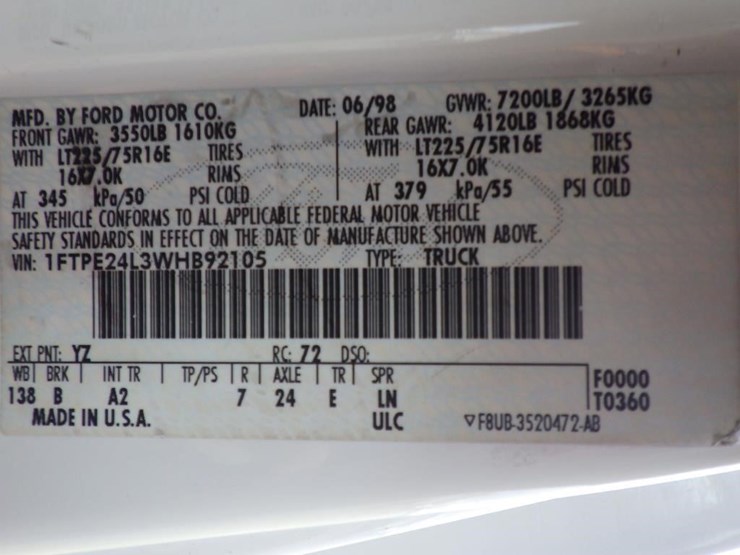 MFD. BY FORD MOTOR CO. DATE: 06/98 GVWR: 7200LB/ 3265KG
FRONT GAWR: 3550LB 1610KG REAR GAWR: 4120LB 1868KG
WITH LT225/75R16E TIRES WITH LT225/75R16E TIRES
16X7.0K RIMS 16X7.0K RIMS
AT 345 kPa/50 PSI COLD AT 379 kPa/55 PSI COLD
THIS VEHICLE CONFORMS TO ALL APPLICABLE FEDERAL MOTOR VEHICLE
SAFETY STANDARDS IN EFFECT ON THE DATE OF MANUFACTURE SHOWN ABOVE.
VIN: 1FTPE24L3WHB92105 TYPE: TRUCK
EXT PNT: YZ RC: 72 DSO:
WB BRK INT TR TP/PS R AXLE TR SPR F0000
138 B A2 7 24 E LN T0360
MADE IN U.S.A. ULC ▽F8UB-3520472-AB